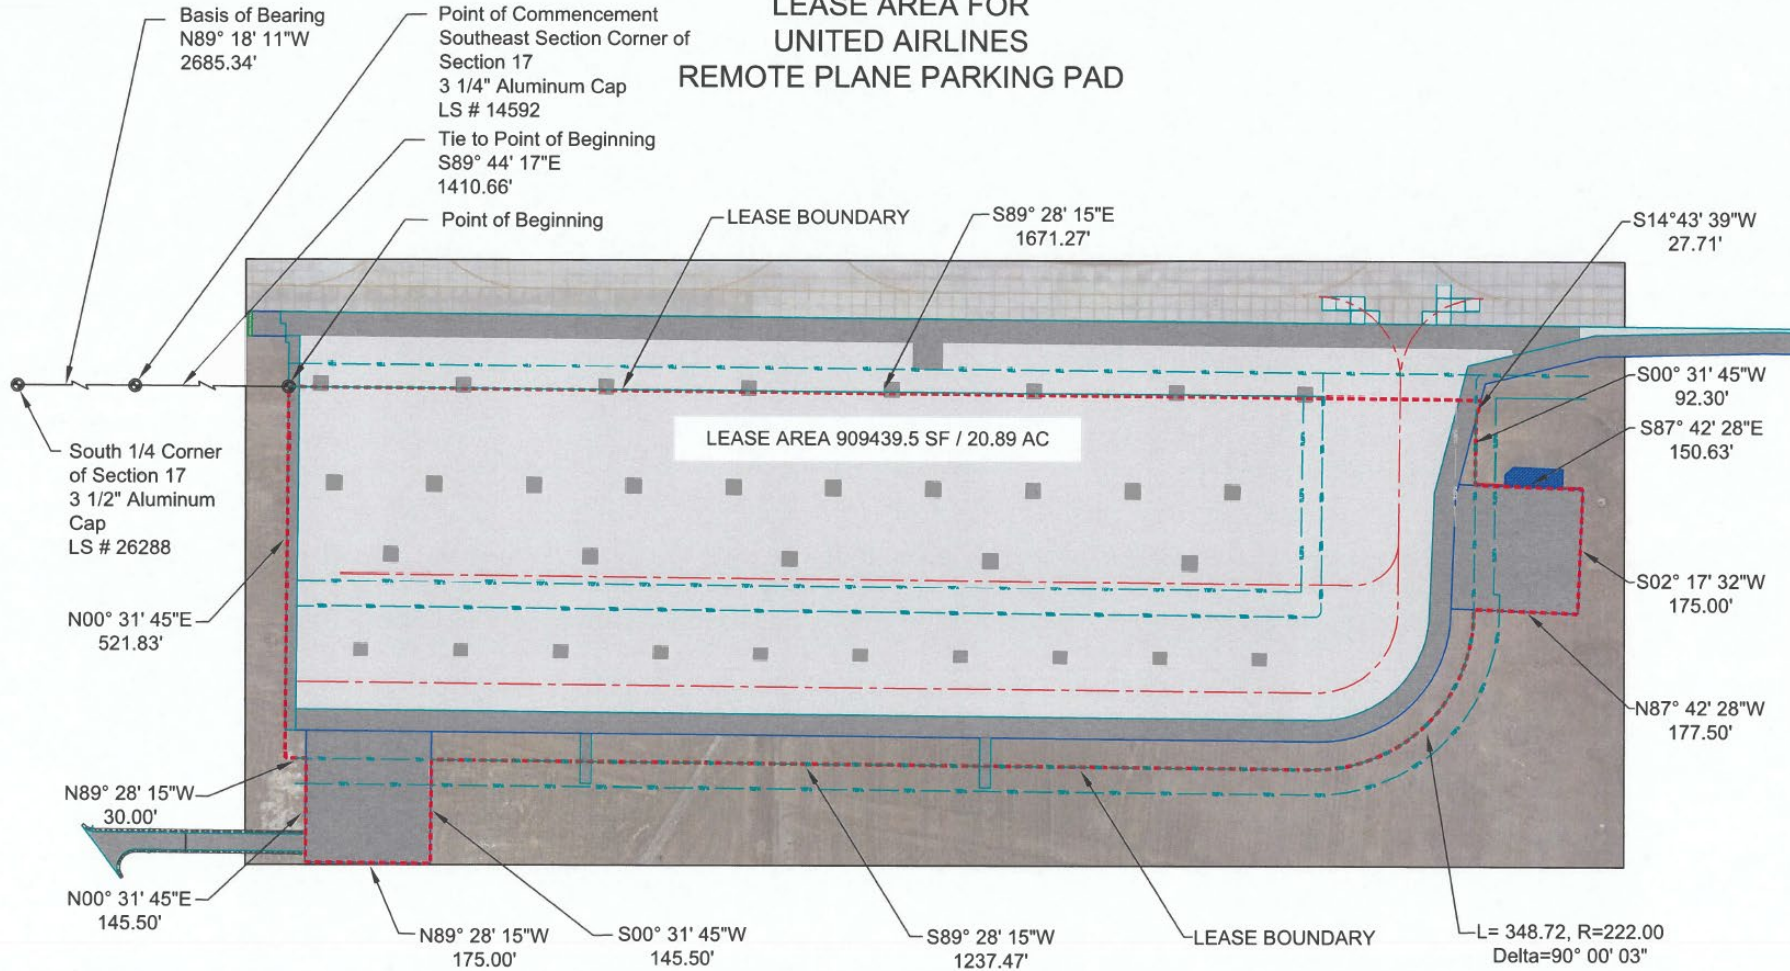 LEASE AREA FOR
UNITED AIRLINES
REMOTE PLANE PARKING PAD
Basis of Bearing
N89° 18' 11"W
2685.34'
Point of Commencement
Southeast Section Corner of
Section 17
3 1/4" Aluminum Cap
LS # 14592
Tie to Point of Beginning
S89° 44' 17"E
1410.66'
Point of Beginning
LEASE BOUNDARY
S89° 28' 15"E
1671.27'
S14°43' 39"W
27.71'
S00° 31' 45"W
92.30'
S87° 42' 28"E
150.63'
LEASE AREA 909439.5 SF / 20.89 AC
South 1/4 Corner
of Section 17
3 1/2" Aluminum
Cap
LS # 26288
S02° 17' 32"W
175.00'
N00° 31' 45"E
521.83'
N87° 42' 28"W
177.50'
N89° 28' 15"W
30.00'
N00° 31' 45"E
145.50'
N89° 28' 15"W
175.00'
S00° 31' 45"W
145.50'
S89° 28' 15"W
1237.47'
LEASE BOUNDARY
L= 348.72, R=222.00
Delta=90° 00' 03"